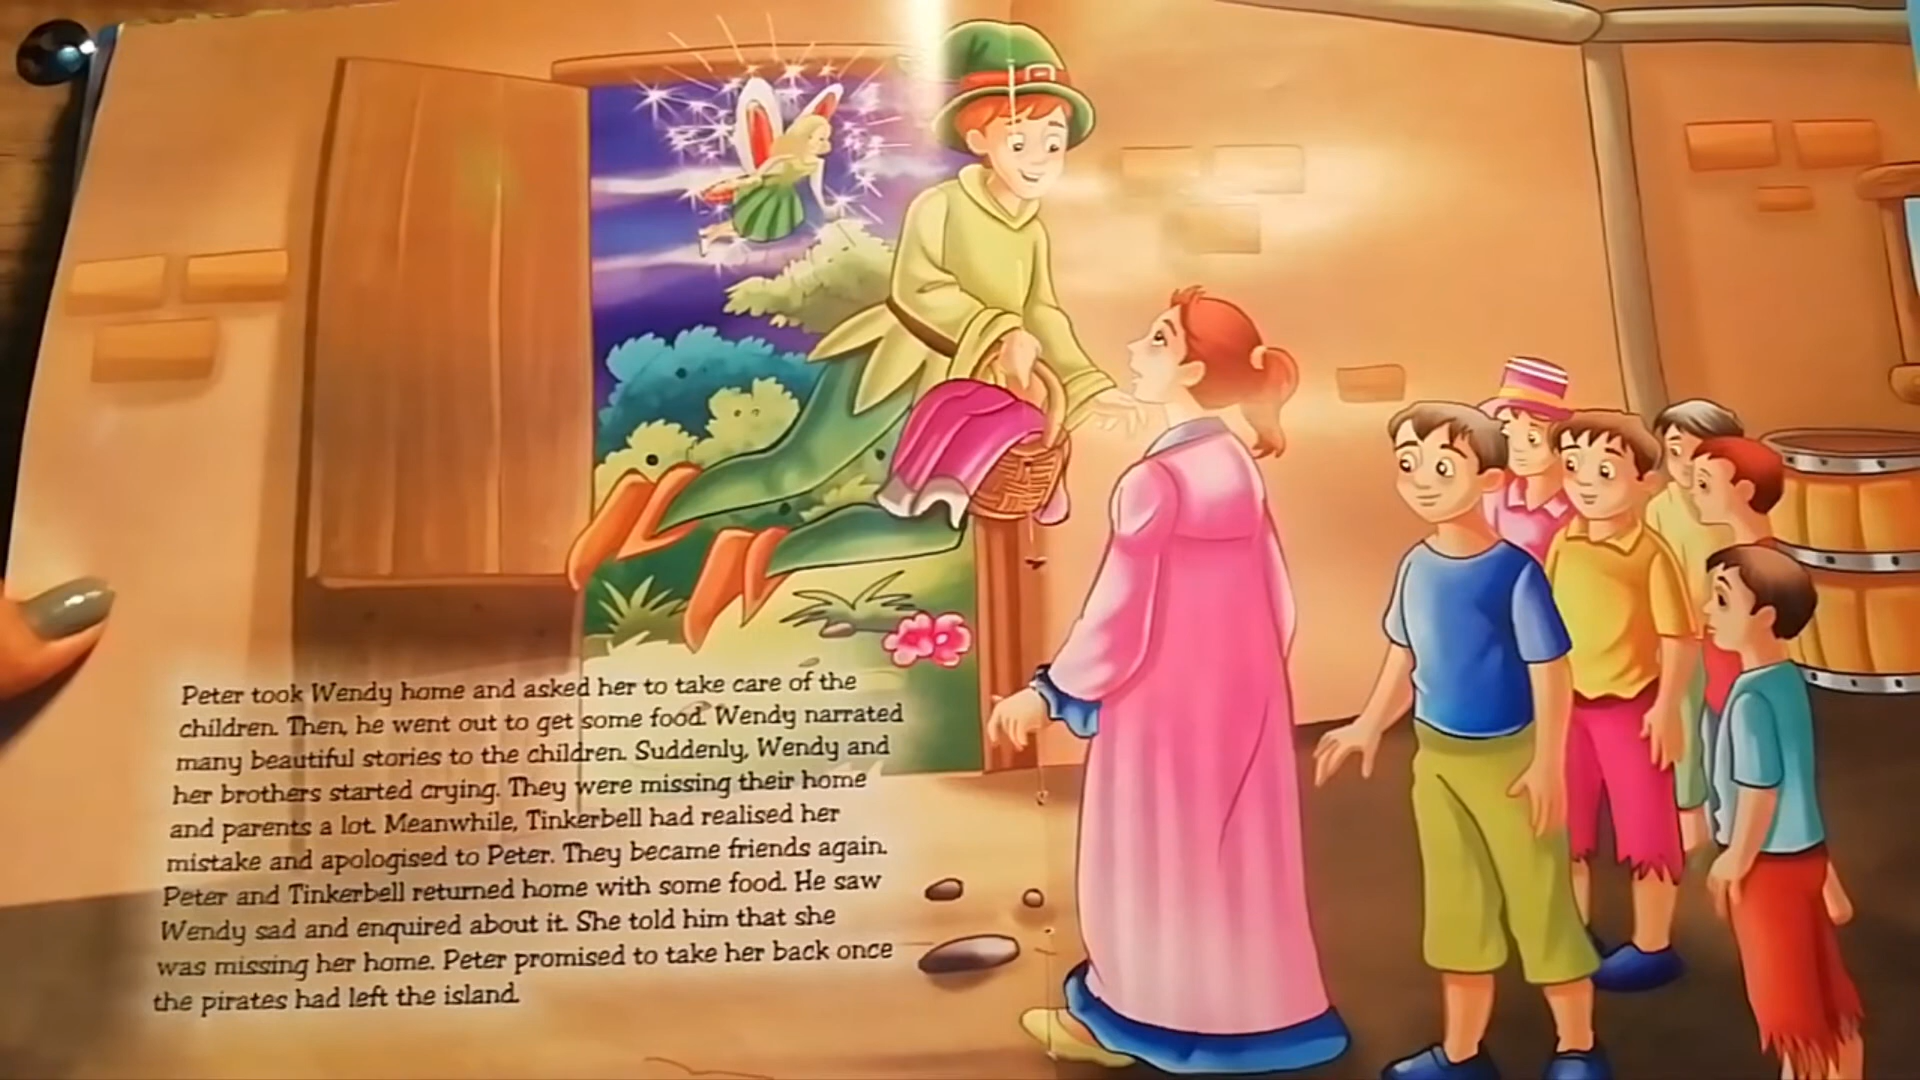 Peter took Wendy home and asked her to take care of the
children. Then, he went out to get some food. Wendy narrated
many beautiful stories to the children. Suddenly, Wendy and
her brothers started crying. They were missing their home
and parents a lot. Meanwhile, Tinkerbell had realised her
mistake and apologised to Peter. They became friends again.
Peter and Tinkerbell returned home with some food. He saw
Wendy sad and enquired about it. She told him that she
was missing her home. Peter promised to take her back once
the pirates had left the island.